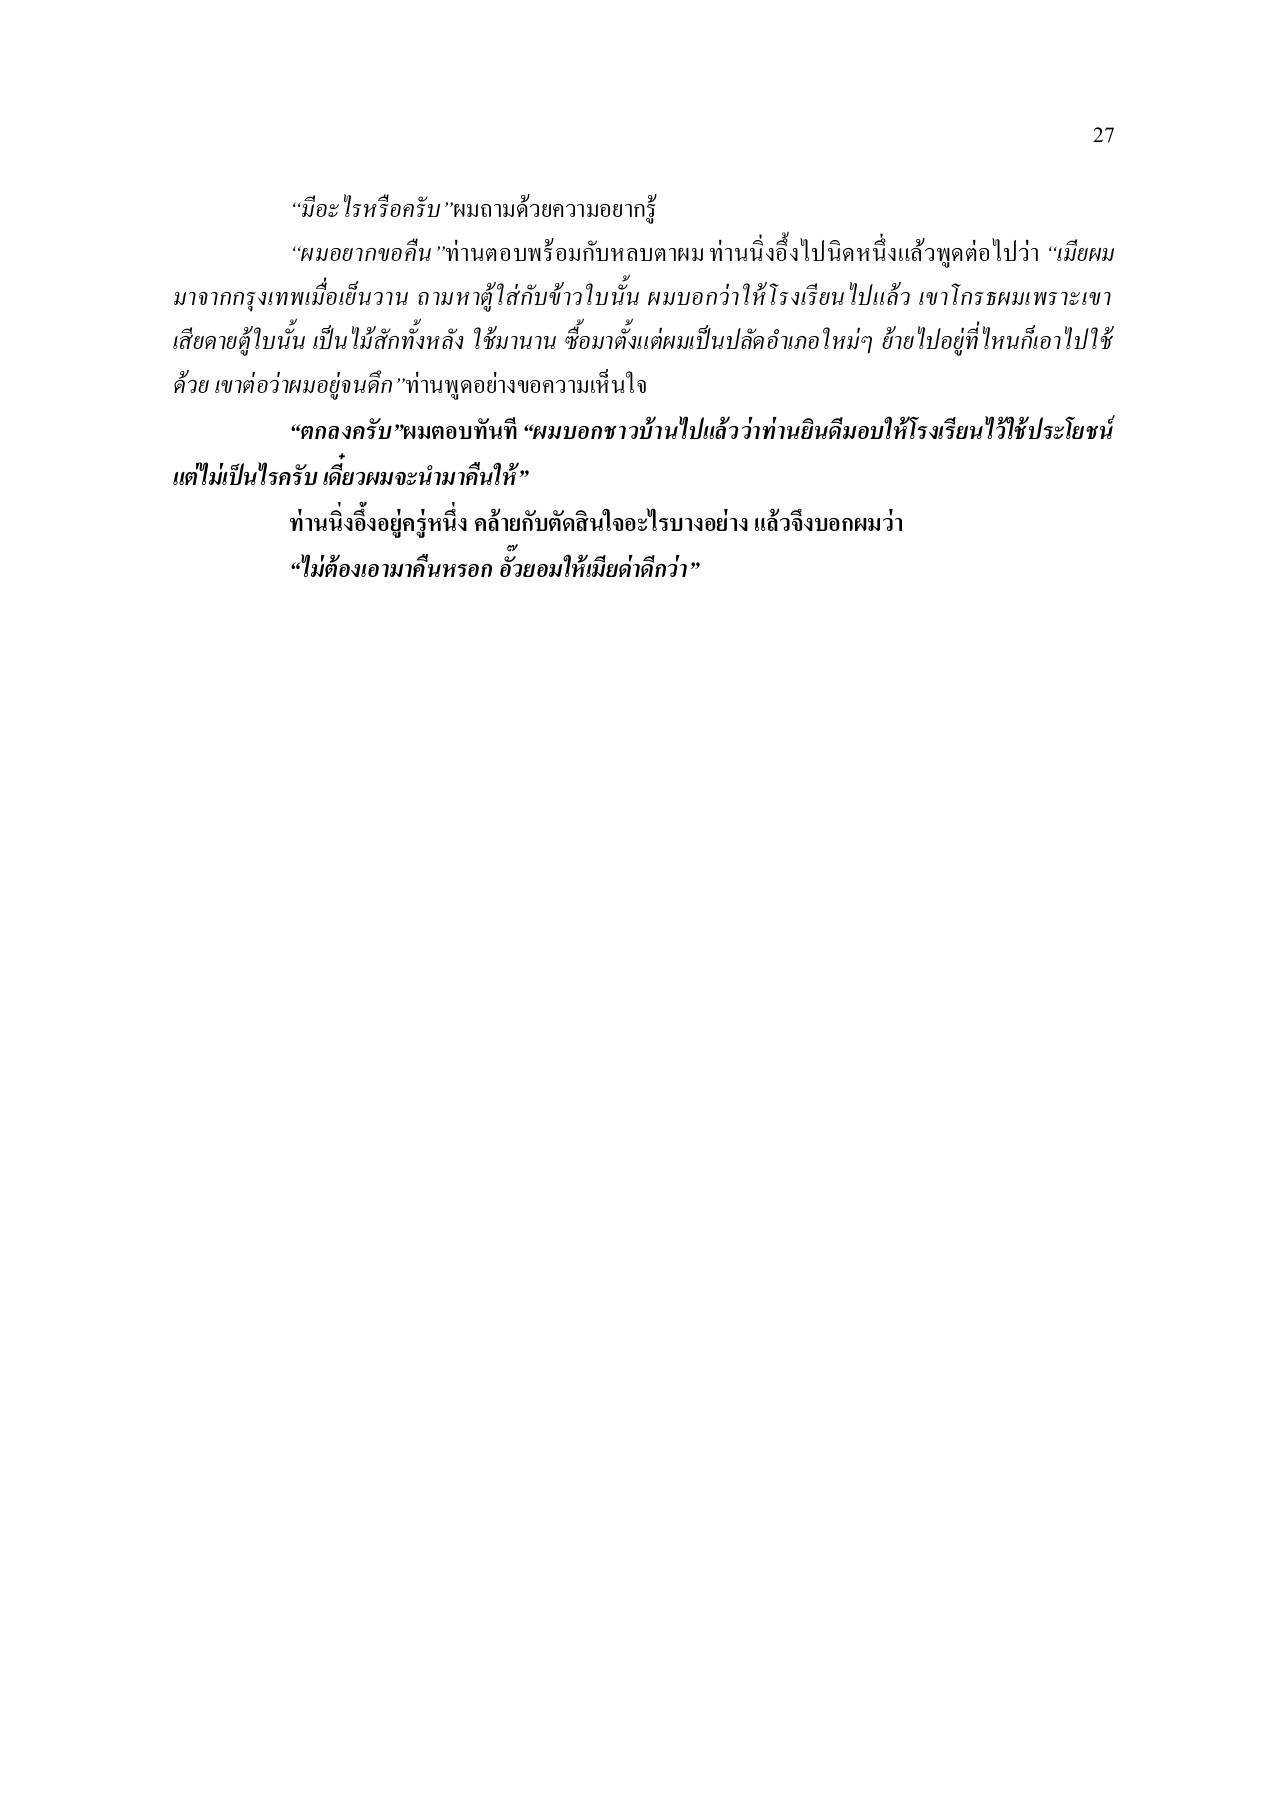 27
“มีอะไรหรือครับ”ผมถามด้วยความอยากรู้
“ผมอยากขอคืน”ท่านตอบพร้อมกับหลบตาผม ท่านนิ่งอึ้งไปนิดหนึ่งแล้วพูดต่อไปว่า “เมียผม
มาจากกรุงเทพเมื่อเย็นวาน ถามหาตู้ใส่กับข้าวใบนั้น ผมบอกว่าให้โรงเรียนไปแล้ว เขาโกรธผมเพราะเขา
เสียดายตู้ใบนั้น เป็นไม้สักทั้งหลัง ใช้มานาน ซื้อมาตั้งแต่ผมเป็นปลัดอำเภอใหม่ๆ ย้ายไปอยู่ที่ไหนก็เอาไปใช้
ด้วย เขาต่อว่าผมอยู่จนดึก”ท่านพูดอย่างขอความเห็นใจ
“ตกลงครับ”ผมตอบทันที “ผมบอกชาวบ้านไปแล้วว่าท่านยินดีมอบให้โรงเรียนไว้ใช้ประโยชน์
แต่ไม่เป็นไรครับ เดี๋ยวผมจะนำมาคืนให้”
ท่านนิ่งอึ้งอยู่ครู่หนึ่ง คล้ายกับตัดสินใจอะไรบางอย่าง แล้วจึงบอกผมว่า
“ไม่ต้องเอามาคืนหรอก อั๊วยอมให้เมียด่าดีกว่า”